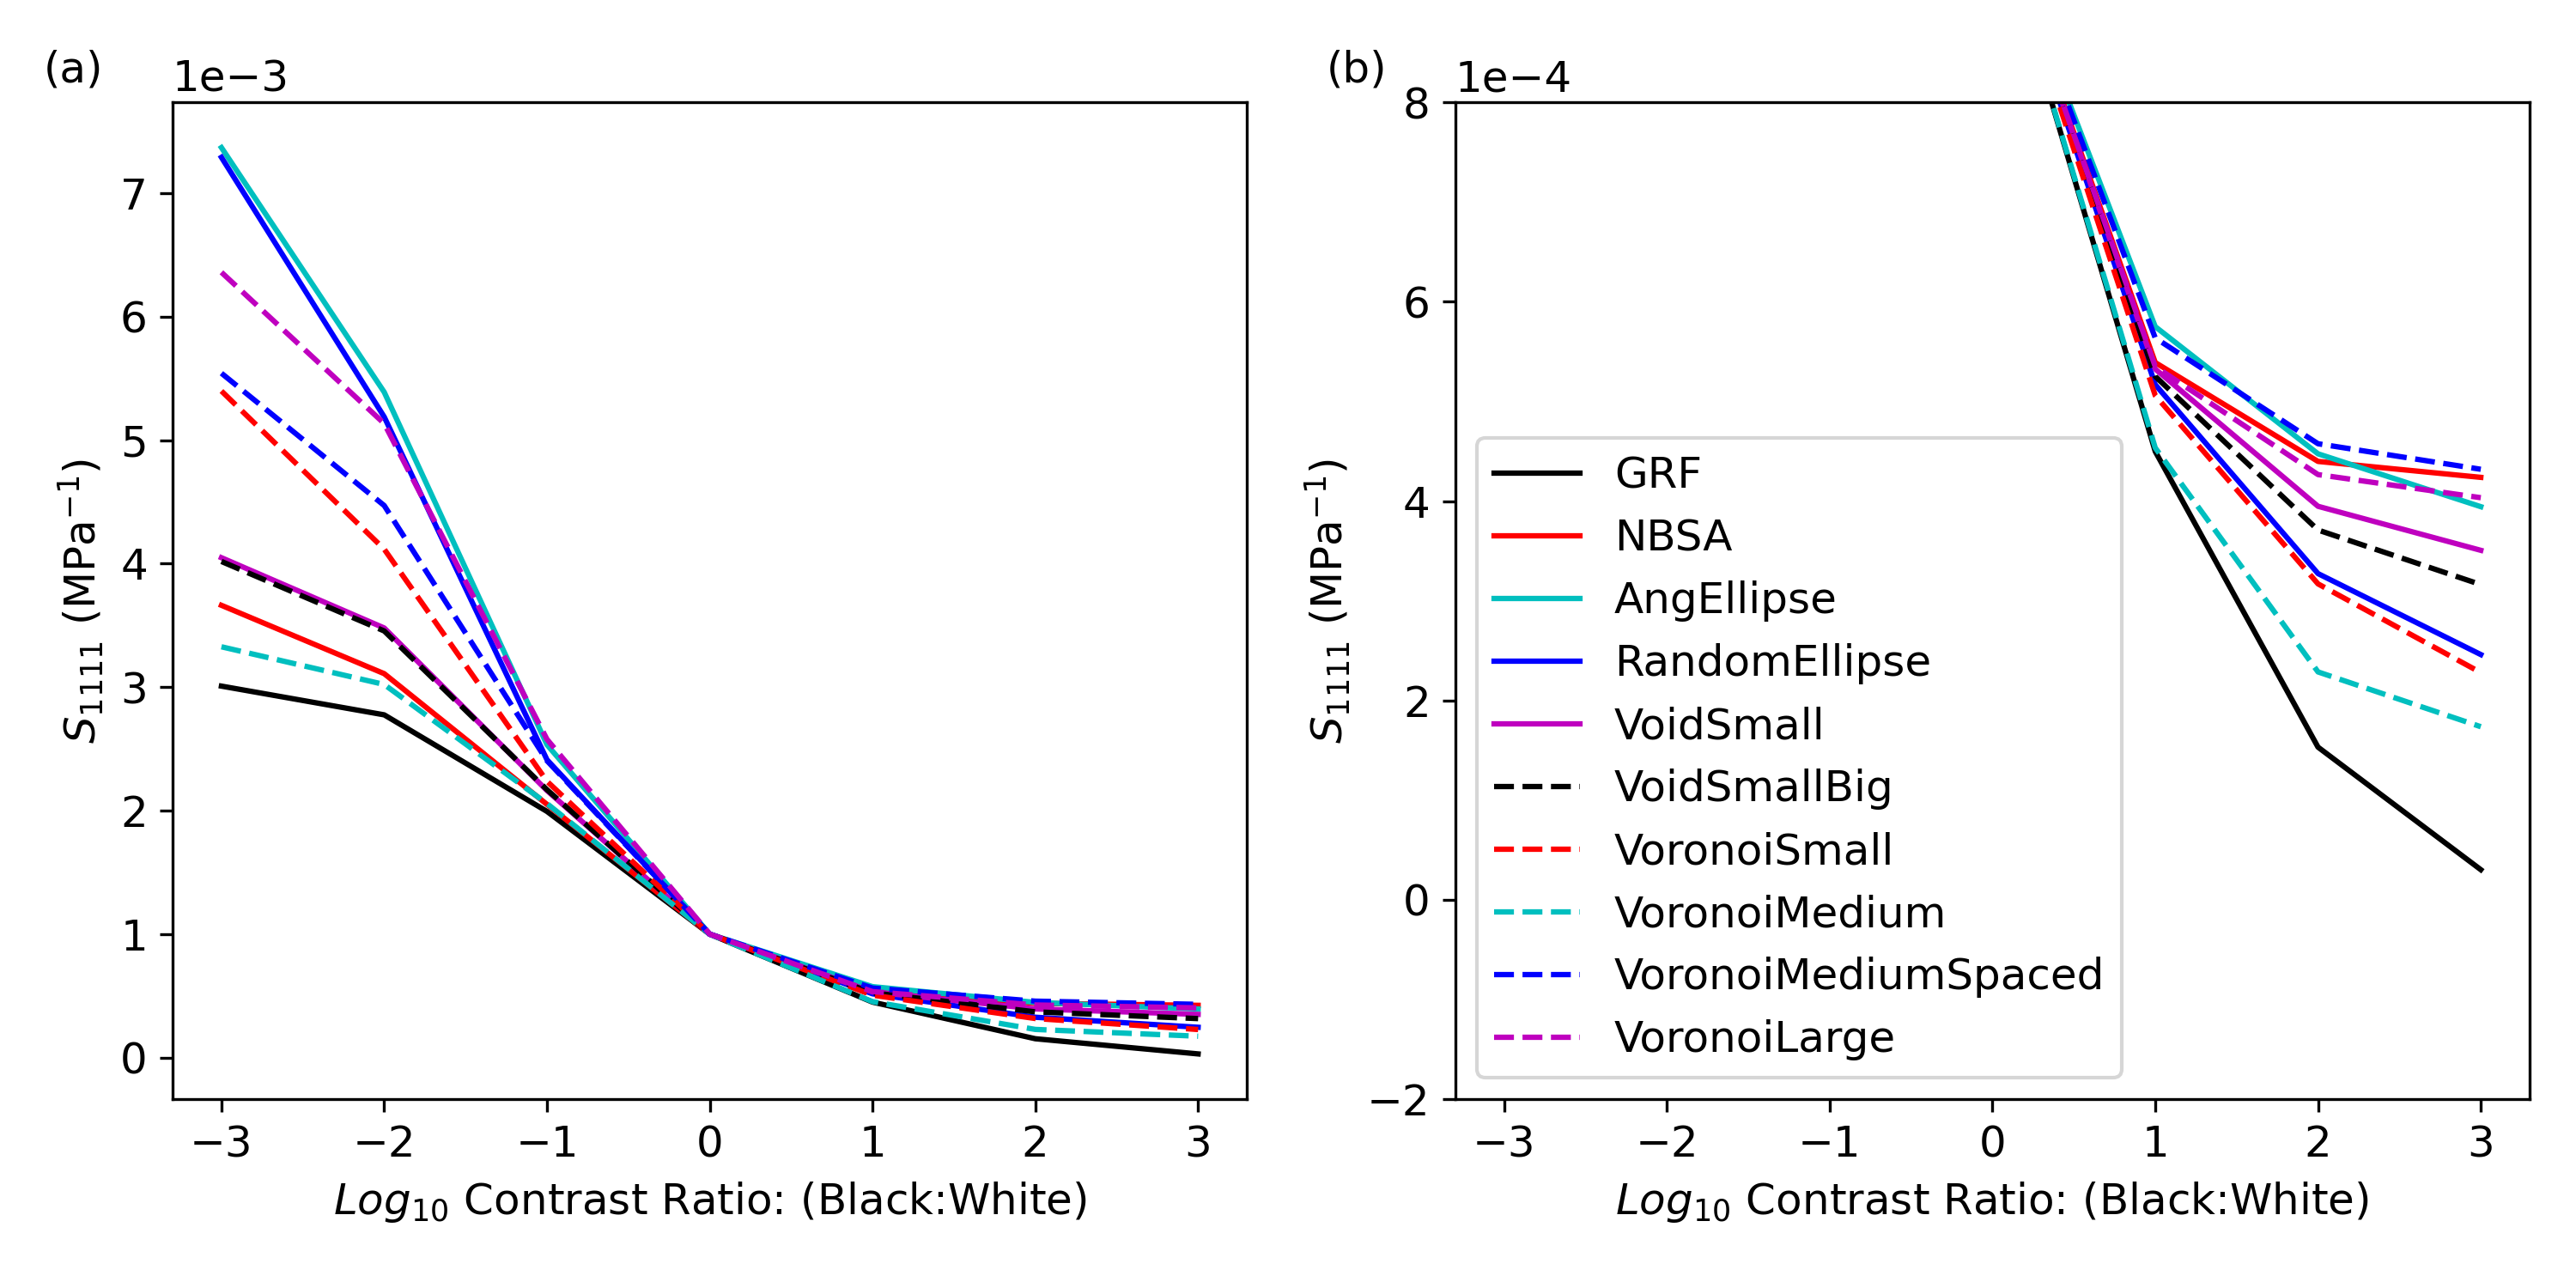 (a)
1e−3
7
6
5
4
3
2
1
0
S1111 (MPa−1)
−3 −2 −1 0 1 2 3
Log10 Contrast Ratio: (Black:White)
(b)
1e−4
8
6
4
2
0
−2
S1111 (MPa−1)
GRF
NBSA
AngEllipse
RandomEllipse
VoidSmall
VoidSmallBig
VoronoiSmall
VoronoiMedium
VoronoiMediumSpaced
VoronoiLarge
−3 −2 −1 0 1 2 3
Log10 Contrast Ratio: (Black:White)